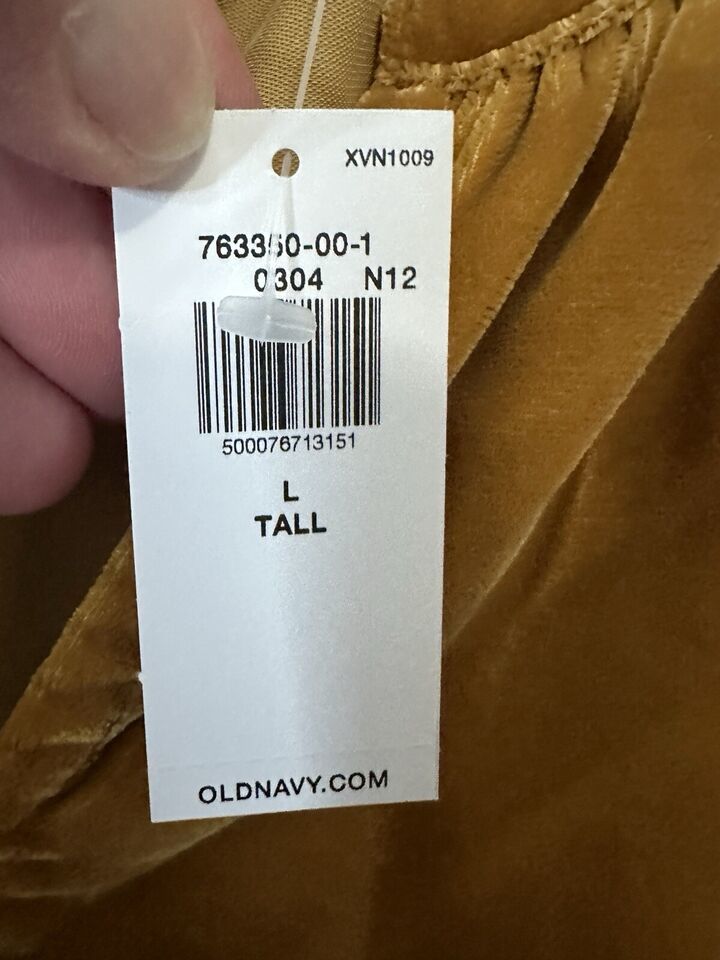 XVN1009
763350-00-1
0304 N12
500076713151
L
TALL
OLDNAVY.COM